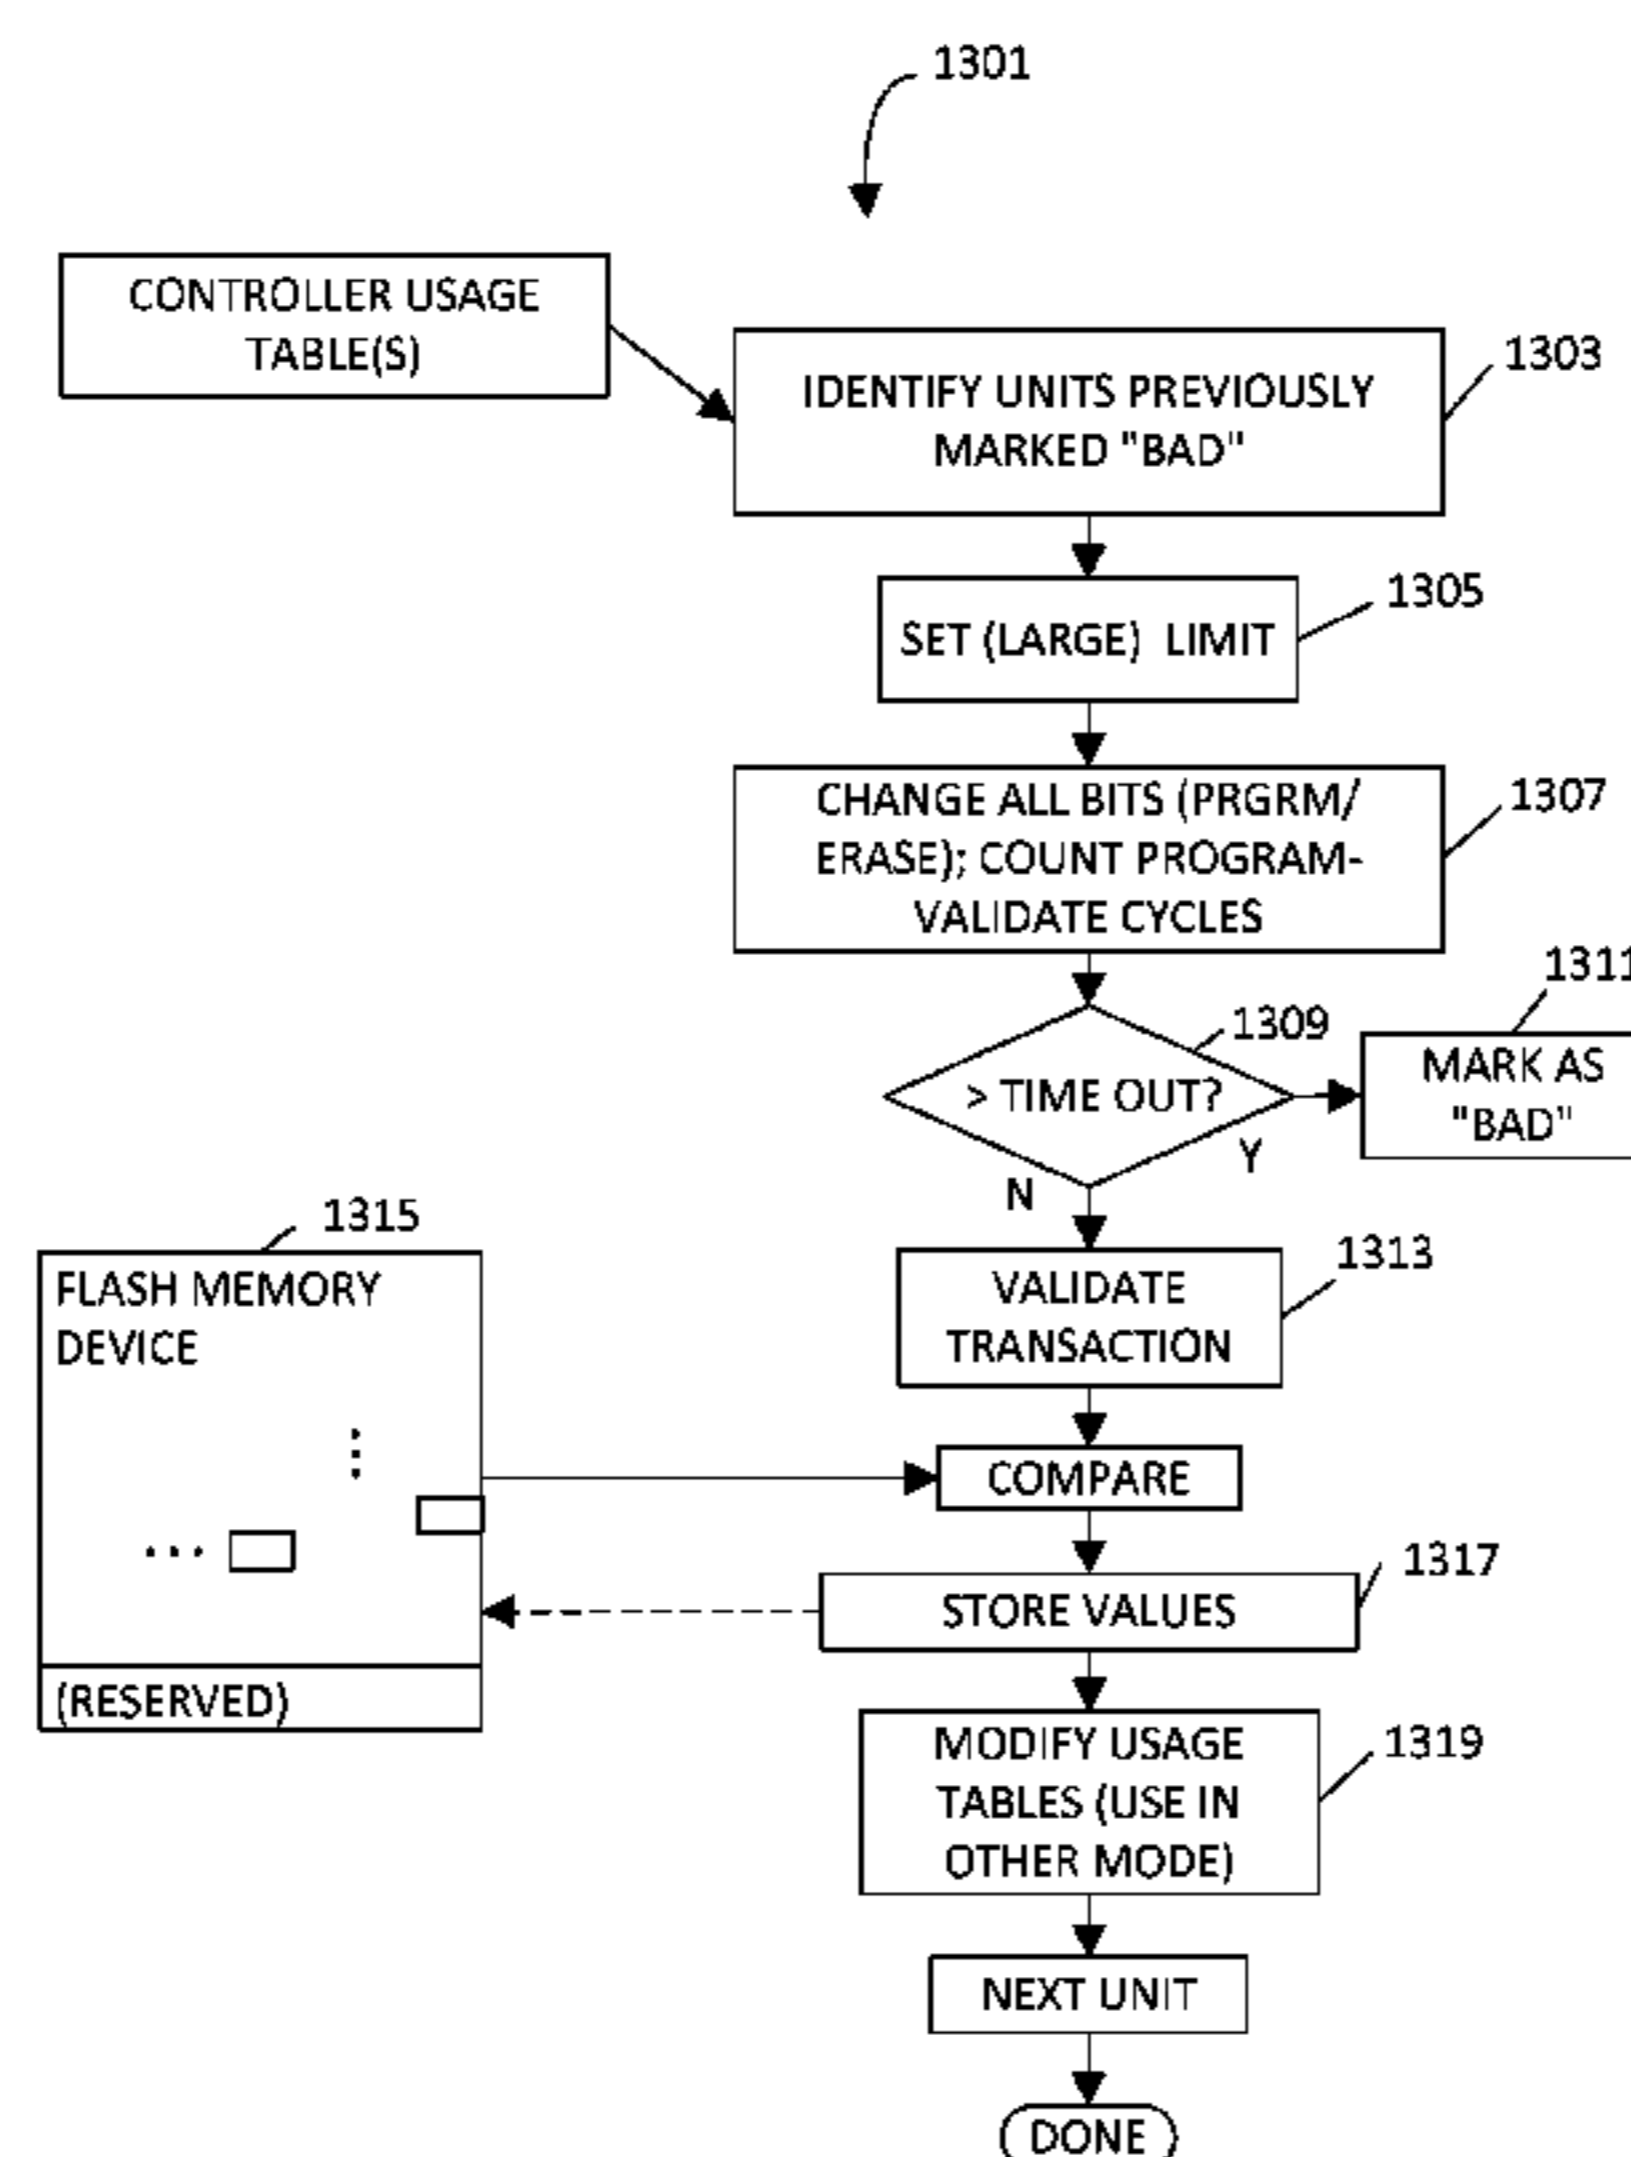 1301
CONTROLLER USAGE
TABLE(S)
1303
IDENTIFY UNITS PREVIOUSLY
MARKED "BAD"
1305
SET (LARGE) LIMIT
1307
CHANGE ALL BITS (PRGRM/
ERASE); COUNT PROGRAM-
VALIDATE CYCLES
1309
> TIME OUT?
Y
N
1311
MARK AS
"BAD"
1313
VALIDATE
TRANSACTION
1315
FLASH MEMORY
DEVICE
(RESERVED)
COMPARE
1317
STORE VALUES
1319
MODIFY USAGE
TABLES (USE IN
OTHER MODE)
NEXT UNIT
DONE